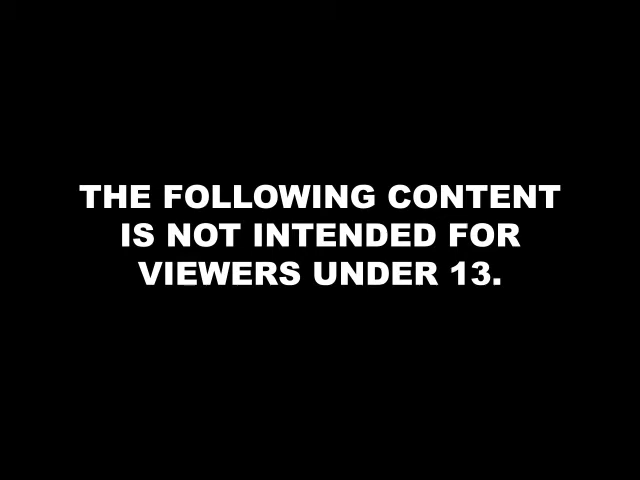 THE FOLLOWING CONTENT
IS NOT INTENDED FOR
VIEWERS UNDER 13.